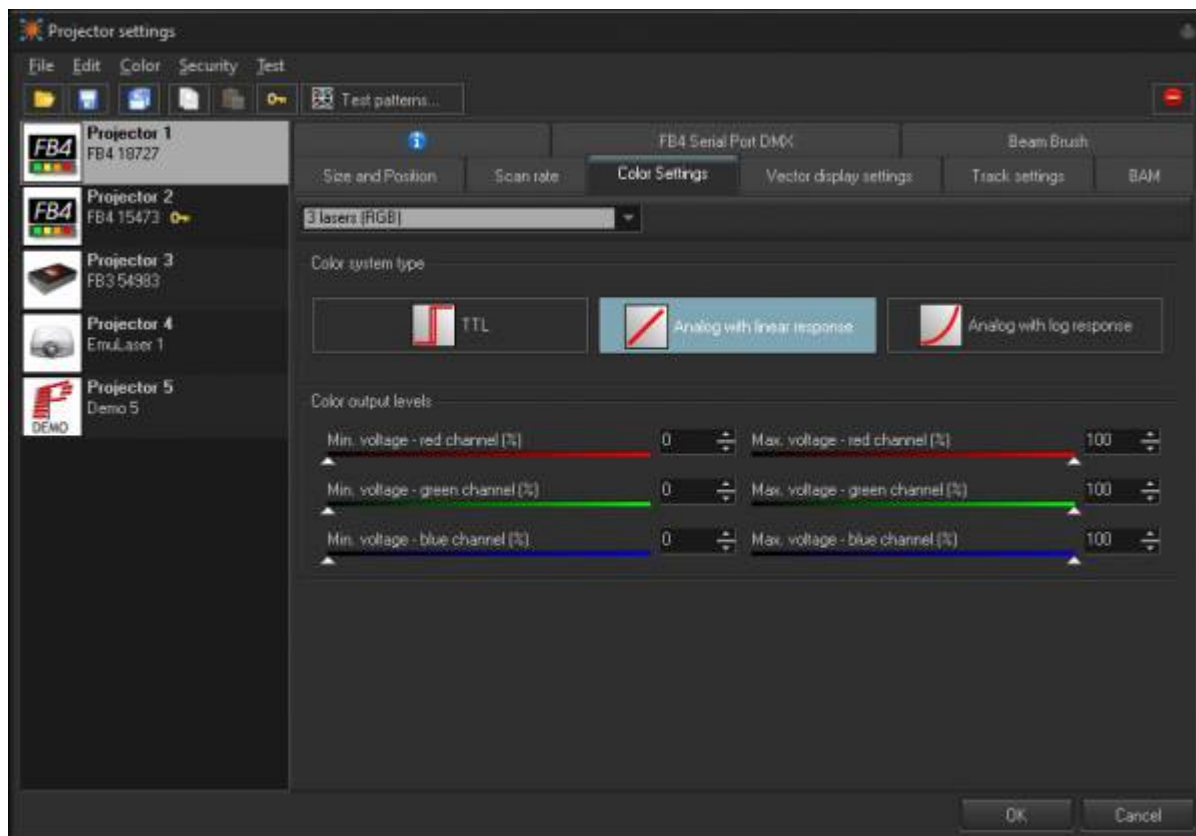 Projector settings
File Edit Color Security Test
Test patterns...
FB4
Projector 1
FB4 18727
FB4
Projector 2
FB4 15473
Projector 3
FB3 54983
Projector 4
EmuLaser 1
DEMO
Projector 5
Demo 5
FB4 Serial Port DMX Beam Brush
Size and Position Scan rate Color Settings Vector display settings Track settings BAM
3 lasers (RGB)
Color system type
TTL Analog with linear response Analog with log response
Color output levels
Min. voltage - red channel (%) 0 Max. voltage - red channel (%) 100
Min. voltage - green channel (%) 0 Max. voltage - green channel (%) 100
Min. voltage - blue channel (%) 0 Max. voltage - blue channel (%) 100
OK Cancel